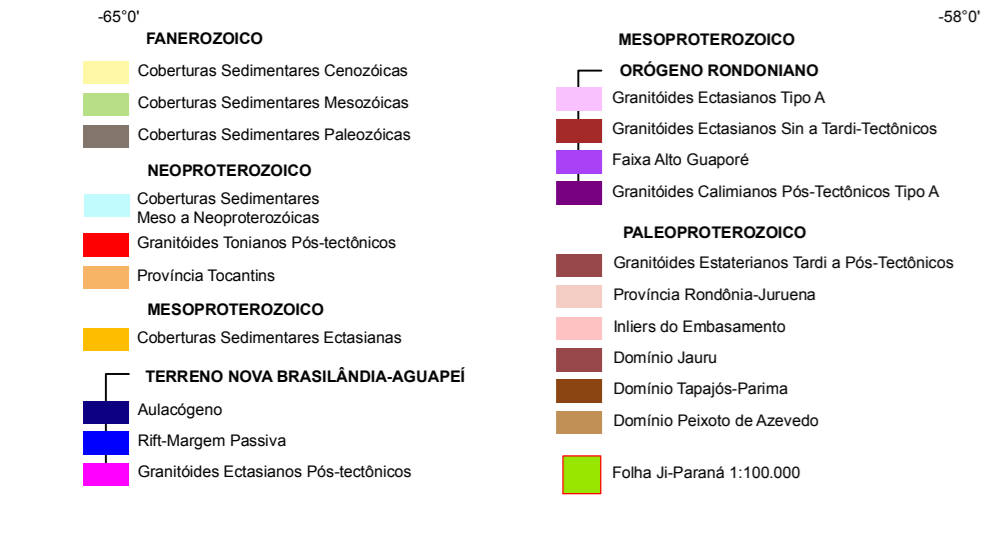 -65°0'
-58°0'
FANEROZOICO
Coberturas Sedimentares Cenozóicas
Coberturas Sedimentares Mesozóicas
Coberturas Sedimentares Paleozóicas
NEOPROTEROZOICO
Coberturas Sedimentares
Meso a Neoproterozóicas
Granitóides Tonianos Pós-tectônicos
Província Tocantins
MESOPROTEROZOICO
Coberturas Sedimentares Ectasianas
TERRENO NOVA BRASILÂNDIA-AGUAPEÍ
Aulacógeno
Rift-Margem Passiva
Granitóides Ectasianos Pós-tectônicos
MESOPROTEROZOICO
ORÓGENO RONDONIANO
Granitóides Ectasianos Tipo A
Granitóides Ectasianos Sin a Tardi-Tectônicos
Faixa Alto Guaporé
Granitóides Calimianos Pós-Tectônicos Tipo A
PALEOPROTEROZOICO
Granitóides Estaterianos Tardi a Pós-Tectônicos
Província Rondônia-Juruena
Inliers do Embasamento
Domínio Jauru
Domínio Tapajós-Parima
Domínio Peixoto de Azevedo
Folha Ji-Paraná 1:100.000